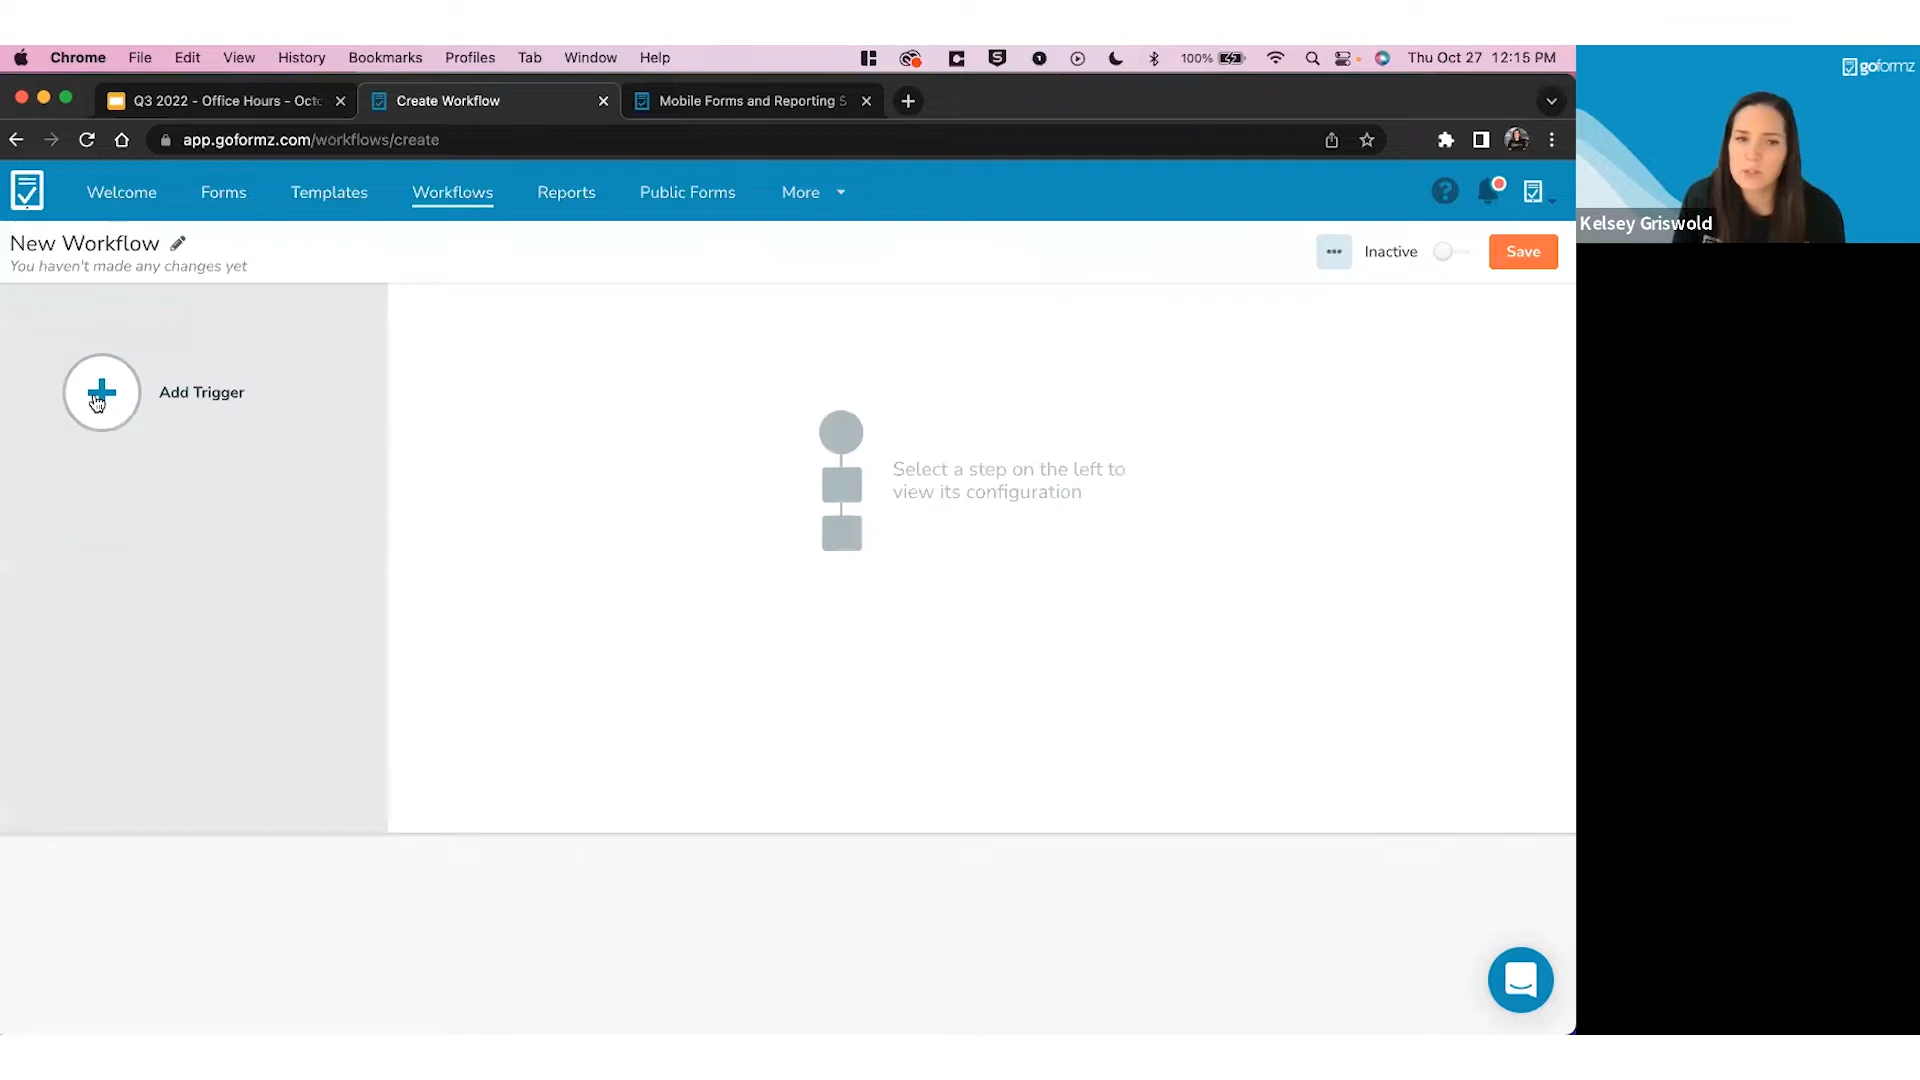 Chrome File Edit View History Bookmarks Profiles Tab Window Help 100% Thu Oct 27 12:15 PM
goformz
Q3 2022 - Office Hours - Octo
Create Workflow
Mobile Forms and Reporting S
app.goformz.com/workflows/create
Welcome Forms Templates Workflows Reports Public Forms More
Kelsey Griswold
New Workflow
You haven't made any changes yet
Inactive
Save
Add Trigger
Select a step on the left to
view its configuration